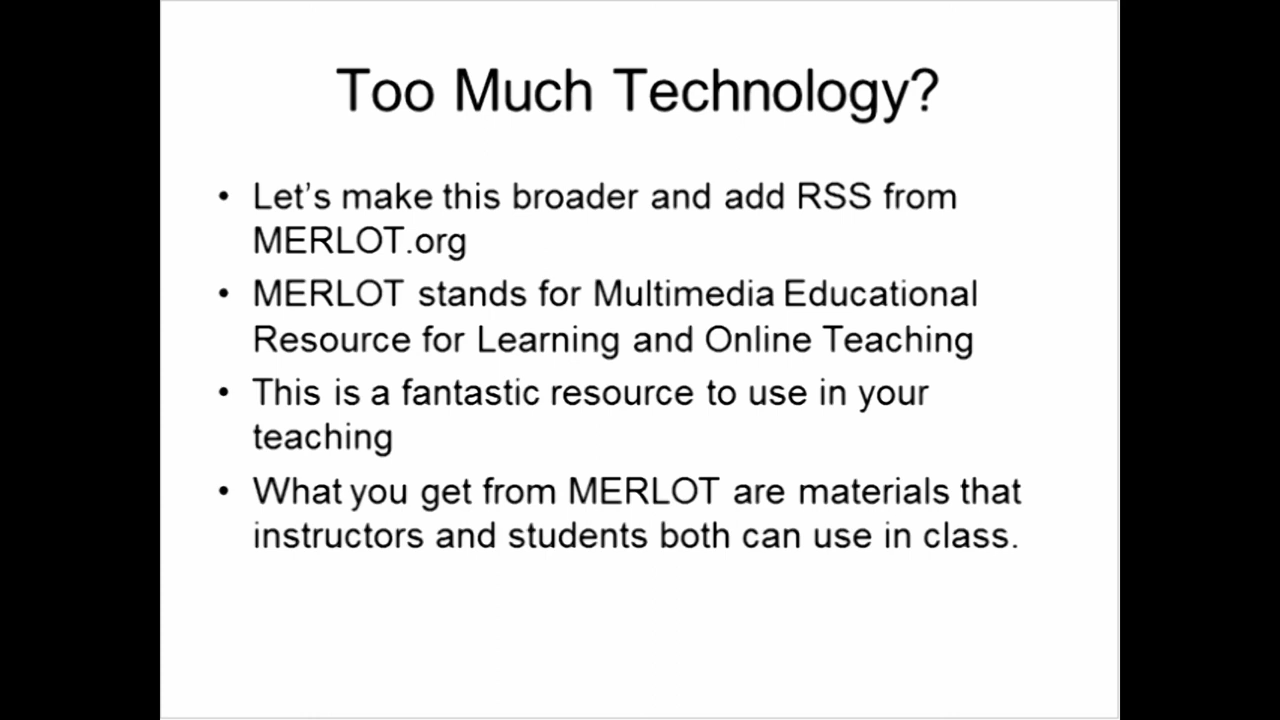 Too Much Technology?
• Let’s make this broader and add RSS from
MERLOT.org
• MERLOT stands for Multimedia Educational
Resource for Learning and Online Teaching
• This is a fantastic resource to use in your
teaching
• What you get from MERLOT are materials that
instructors and students both can use in class.